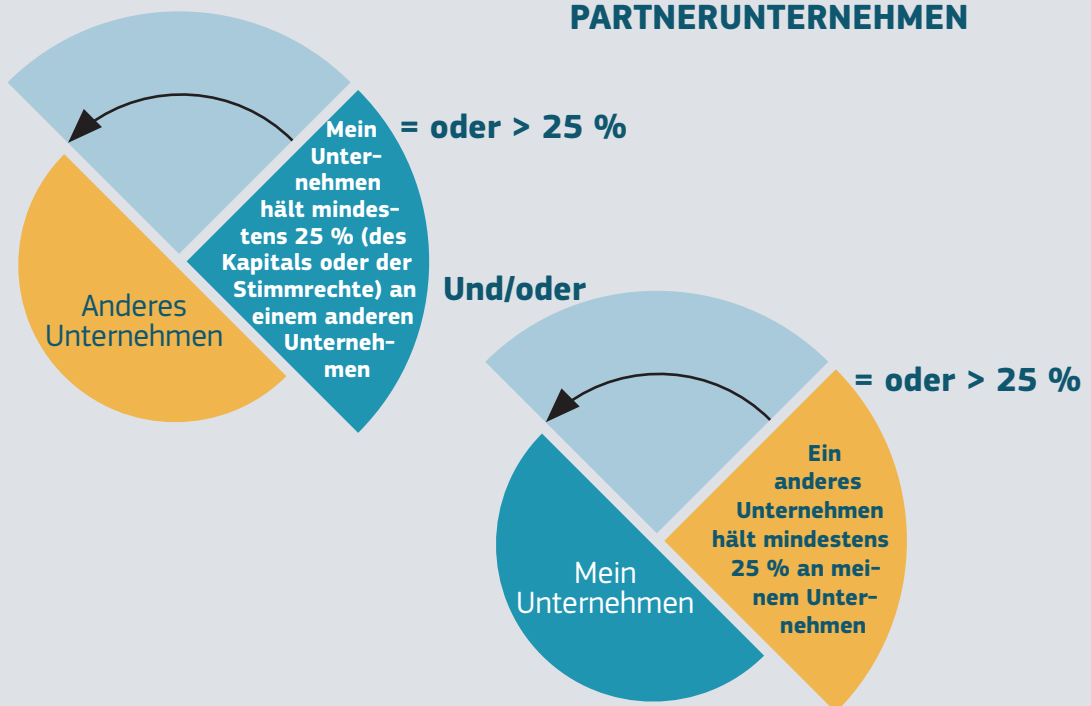 PARTNERUNTERNEHMEN
Mein
Unter-
nehmen
hält mindes-
tens 25 % (des
Kapitals oder der
Stimmrechte) an
einem anderen
Unterneh-
men
= oder > 25 %
Anderes
Unternehmen
Und/oder
= oder > 25 %
Ein
anderes
Unternehmen
hält mindestens
25 % an mei-
nem Unter-
nehmen
Mein
Unternehmen